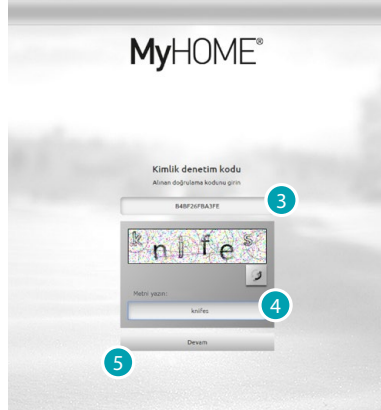 MyHOME®
Kimlik denetim kodu
Alınan doğrulama kodunu girin
B4BF26FBA3FE
3
knifes
Metni yazın:
knifes
4
Devam
5